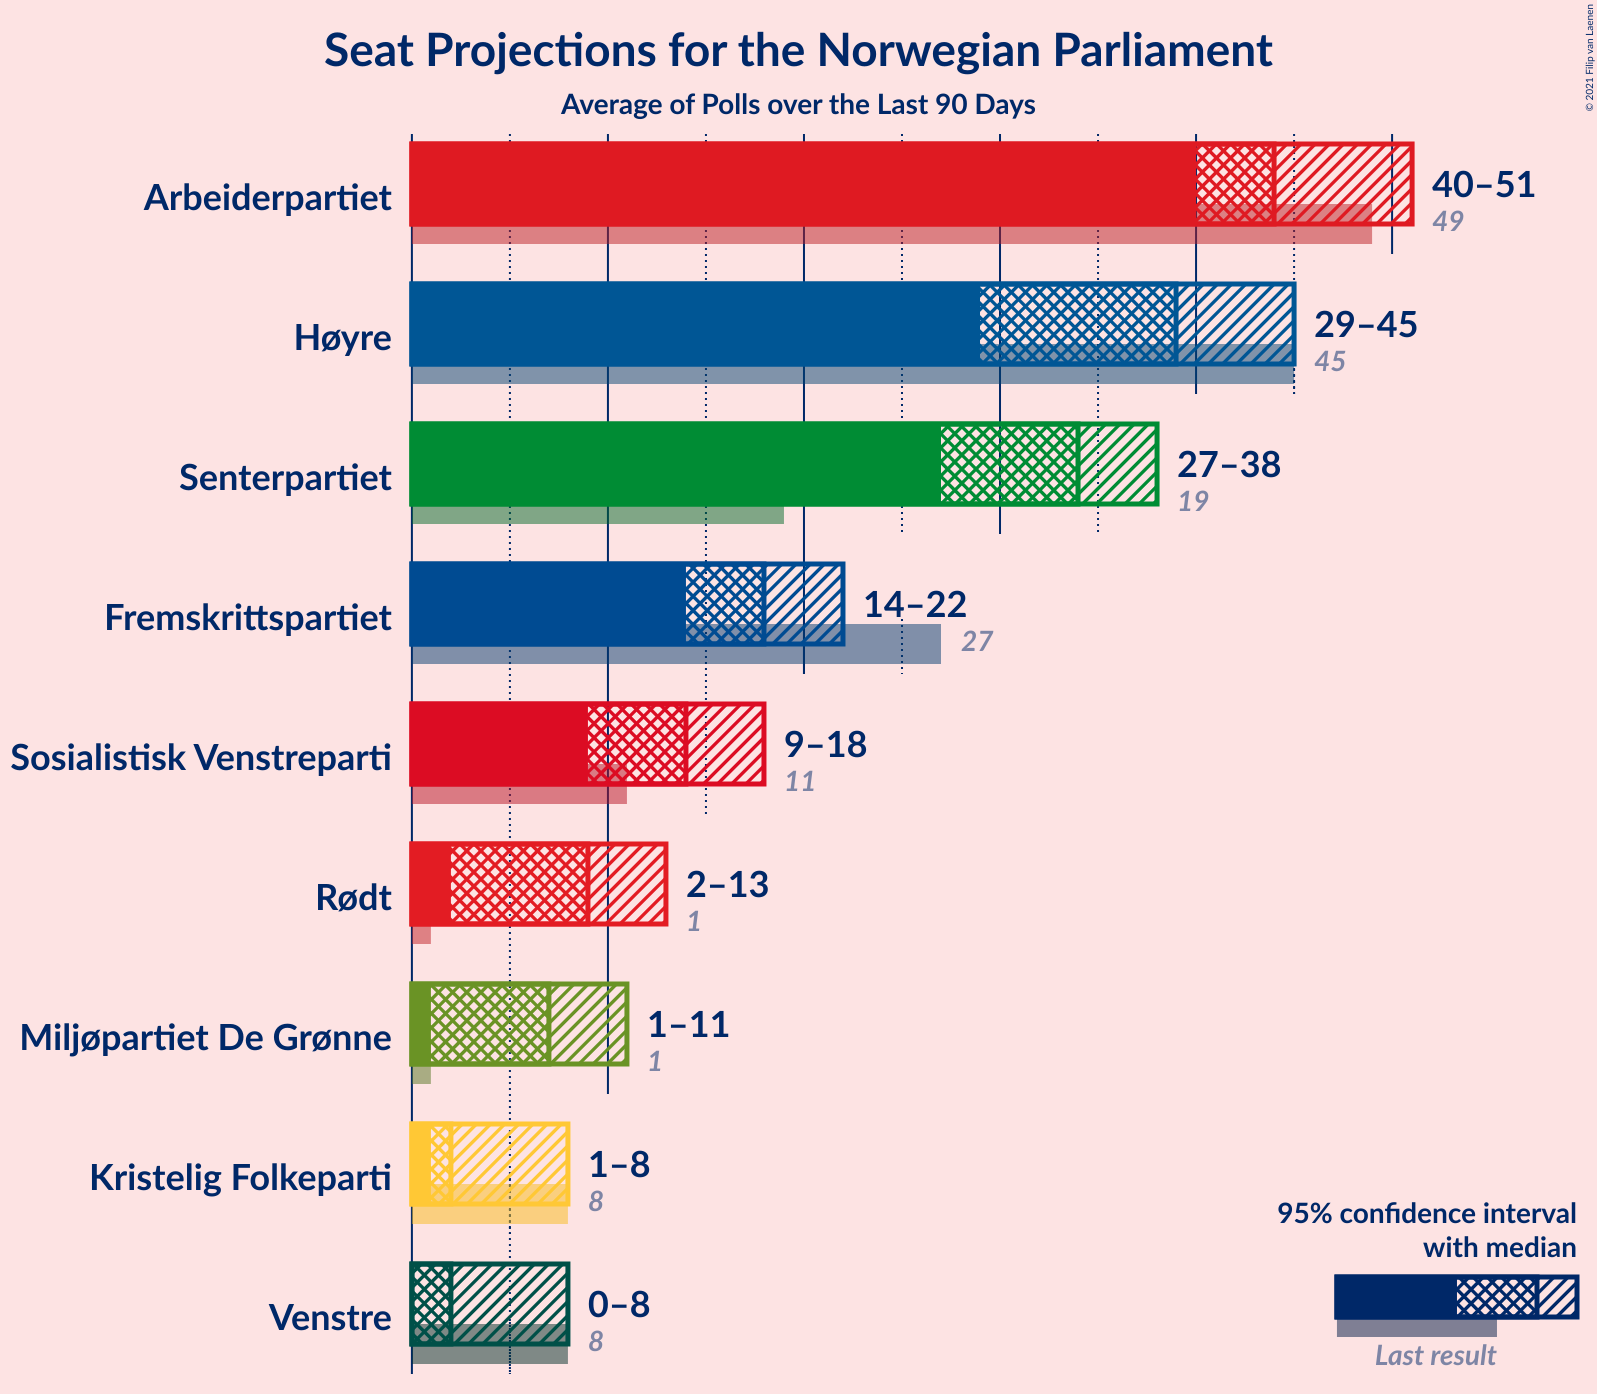 Seat Projections for the Norwegian Parliament
Average of Polls over the Last 90 Days
© 2021 Filip van Laenen
Arbeiderpartiet
40–51
49
Høyre
29–45
45
Senterpartiet
27–38
19
Fremskrittspartiet
14–22
27
Sosialistisk Venstreparti
9–18
11
Rødt
2–13
1
Miljøpartiet De Grønne
1–11
1
Kristelig Folkeparti
1–8
8
Venstre
0–8
8
95% confidence interval
with median
Last result